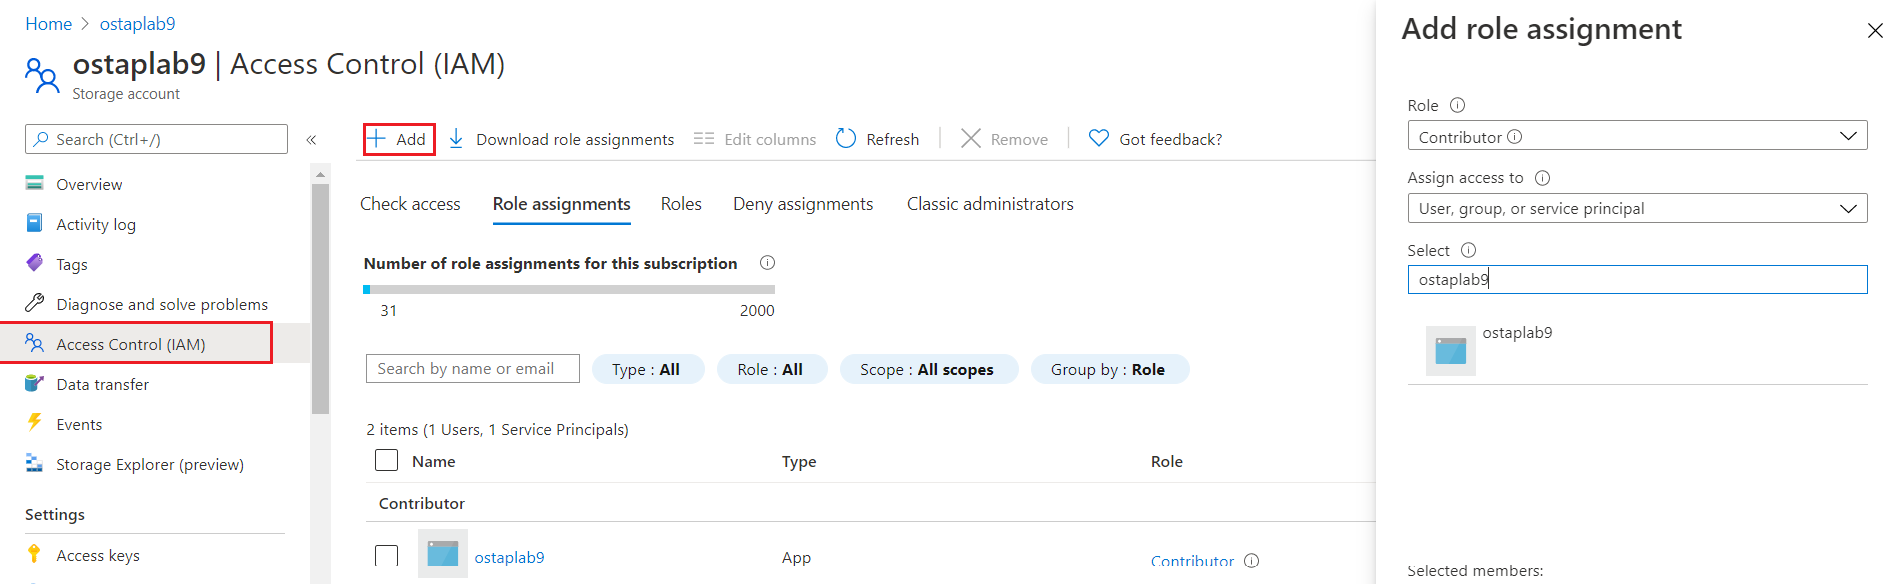 Home > ostaplab9
ostaplab9 | Access Control (IAM)
Storage account
Search (Ctrl+/)
«
Overview
Activity log
Tags
Diagnose and solve problems
Access Control (IAM)
Data transfer
Events
Storage Explorer (preview)
Settings
Access keys
Add
Download role assignments
Edit columns
Refresh
Remove
Got feedback?
Check access
Role assignments
Roles
Deny assignments
Classic administrators
Number of role assignments for this subscription
31
2000
Search by name or email
Type : All
Role : All
Scope : All scopes
Group by : Role
2 items (1 Users, 1 Service Principals)
Name
Type
Role
Contributor
ostaplab9
App
Contributor
Add role assignment
Role
Contributor
Assign access to
User, group, or service principal
Select
ostaplab9
ostaplab9
Selected members: